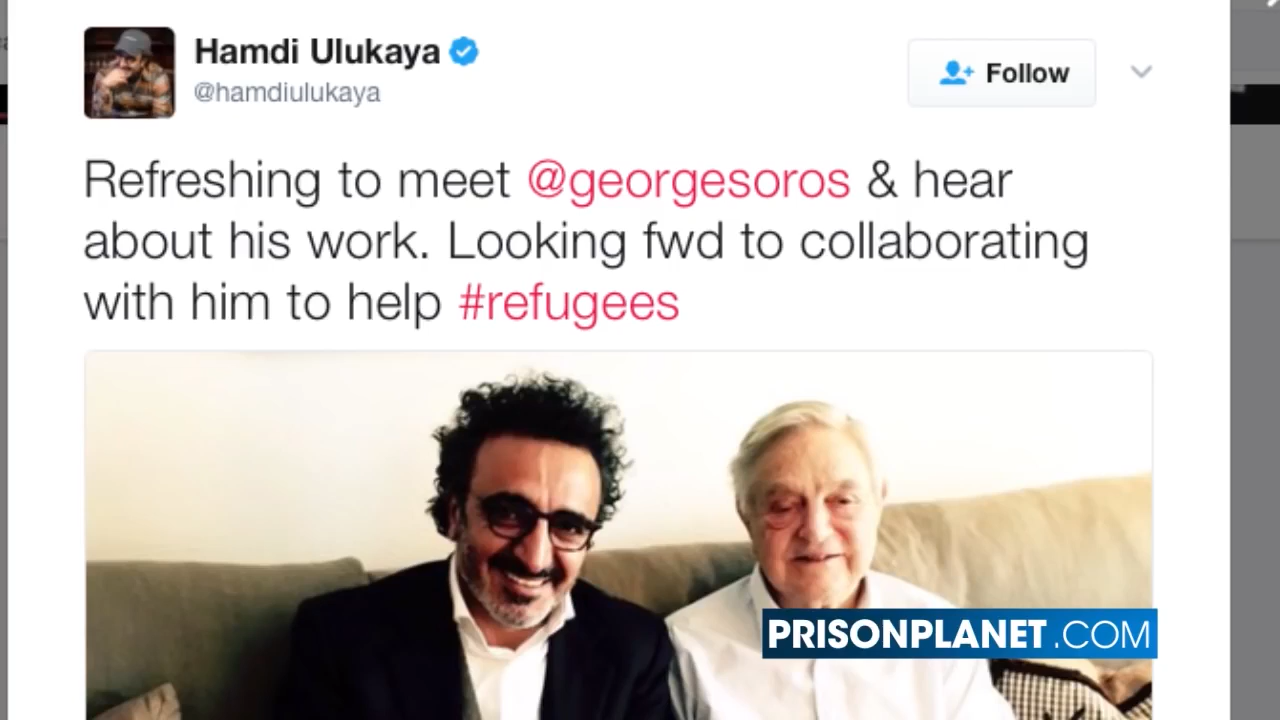 Hamdi Ulukaya
@hamdiulukaya
Follow
Refreshing to meet @georgesoros & hear
about his work. Looking fwd to collaborating
with him to help #refugees
PRISONPLANET.COM